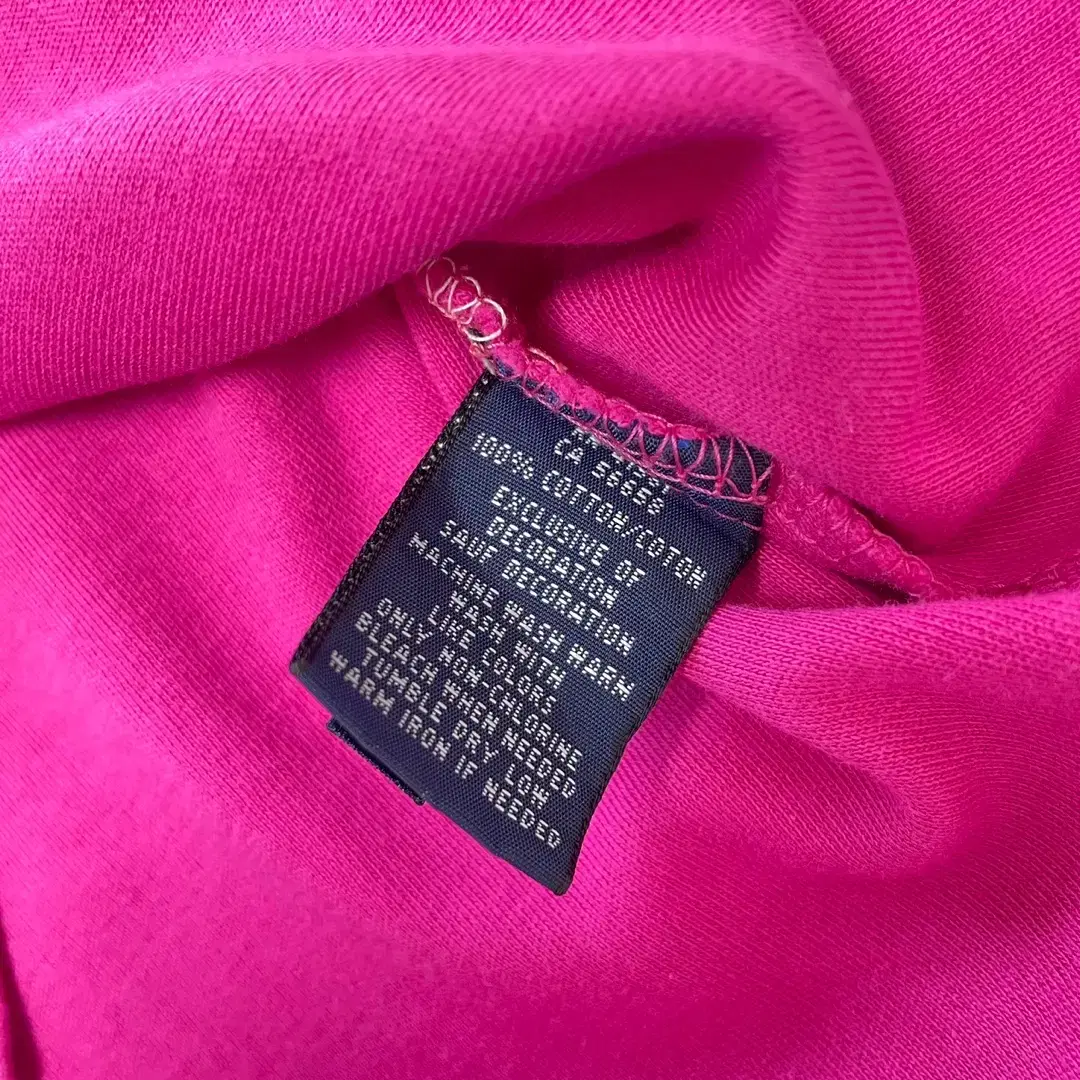 CA 56656
100% COTTON/COTON
EXCLUSIVE OF
DECORATION
SAUF DECORATION
MACHINE WASH WARM
WASH WITH
LIKE COLORS
ONLY NON-CHLORINE
BLEACH WHEN NEEDED
TUMBLE DRY LOW
WARM IRON IF NEEDED